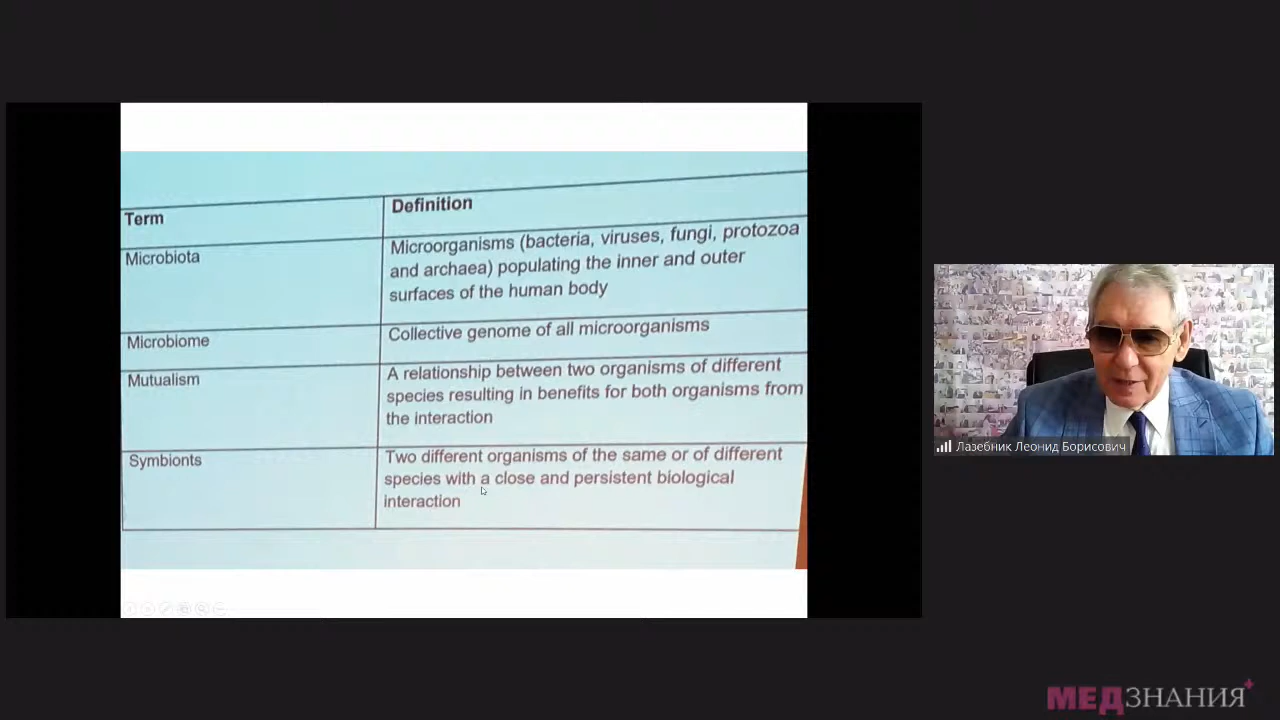 Term
Definition
Microbiota
Microorganisms (bacteria, viruses, fungi, protozoa
and archaea) populating the inner and outer
surfaces of the human body
Microbiome
Collective genome of all microorganisms
Mutualism
A relationship between two organisms of different
species resulting in benefits for both organisms from
the interaction
Symbionts
Two different organisms of the same or of different
species with a close and persistent biological
interaction
Лазебник Леонид Борисович
МЕДЗНАНИЯ+